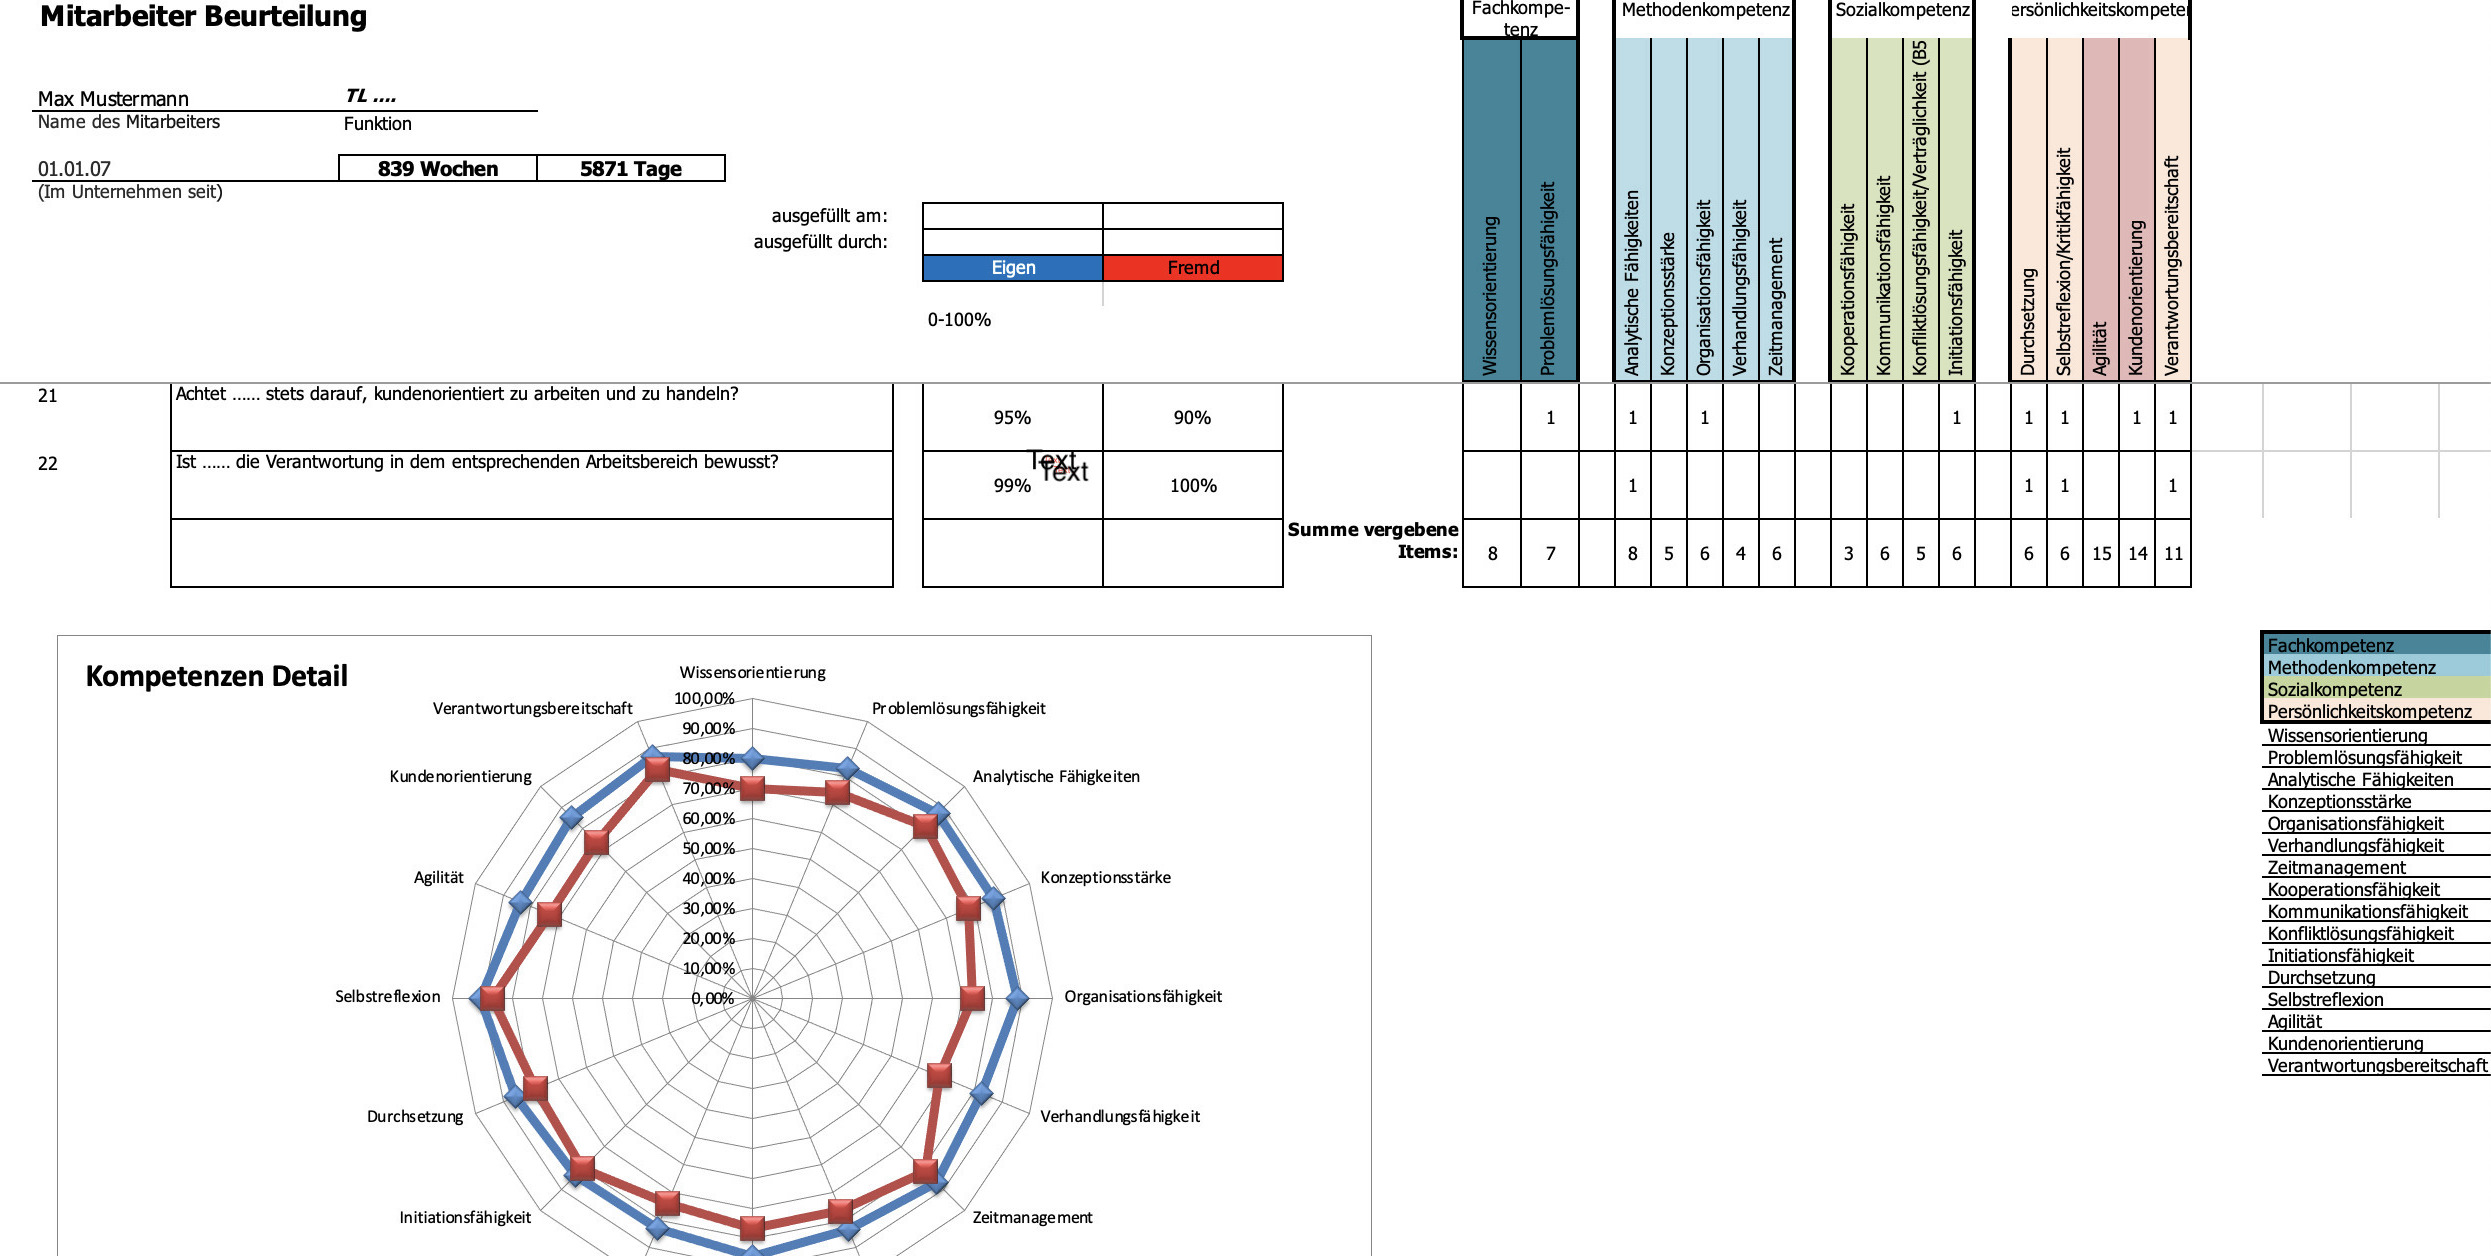 Mitarbeiter Beurteilung
Fachkompe-
tenz
Methodenkompetenz
Sozialkompetenz
ersönlichkeitskompeten
Max Mustermann
TL ....
Name des Mitarbeiters
Funktion
01.01.07
839 Wochen
5871 Tage
(Im Unternehmen seit)
ausgefüllt am:
ausgefüllt durch:
Eigen
Fremd
0-100%
Wissensorientierung
Problemlösungsfähigkeit
Analytische Fähigkeiten
Konzeptionsstärke
Organisationsfähigkeit
Verhandlungsfähigkeit
Zeitmanagement
Kooperationsfähigkeit
Kommunikationsfähigkeit
Konfliktlösungsfähigkeit/Verträglichkeit (B5
Initiationsfähigkeit
Durchsetzung
Selbstreflexion/Kritikfähigkeit
Agilität
Kundenorientierung
Verantwortungsbereitschaft
21 Achtet ...... stets darauf, kundenorientiert zu arbeiten und zu handeln? 95% 90% 1 1 1 1 1 1 1 1
22 Ist ...... die Verantwortung in dem entsprechenden Arbeitsbereich bewusst? 99% 100% 1 1 1 1
Text
Text
Summe vergebene
Items: 8 7 8 5 6 4 6 3 6 5 6 6 6 15 14 11
Kompetenzen Detail
Wissensorientierung
Problemlösungsfähigkeit
Analytische Fähigkeiten
Konzeptionsstärke
Organisationsfähigkeit
Verhandlungsfähigkeit
Zeitmanagement
Initiationsfähigkeit
Durchsetzung
Selbstreflexion
Agilität
Kundenorientierung
Verantwortungsbereitschaft
100,00%
90,00%
80,00%
70,00%
60,00%
50,00%
40,00%
30,00%
20,00%
10,00%
0,00%
Fachkompetenz
Methodenkompetenz
Sozialkompetenz
Persönlichkeitskompetenz
Wissensorientierung
Problemlösungsfähigkeit
Analytische Fähigkeiten
Konzeptionsstärke
Organisationsfähigkeit
Verhandlungsfähigkeit
Zeitmanagement
Kooperationsfähigkeit
Kommunikationsfähigkeit
Konfliktlösungsfähigkeit
Initiationsfähigkeit
Durchsetzung
Selbstreflexion
Agilität
Kundenorientierung
Verantwortungsbereitschaft